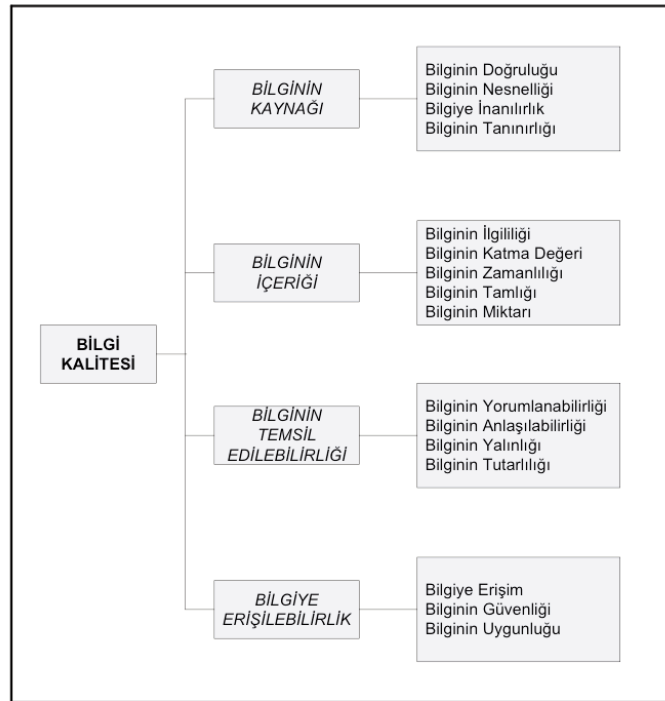 BİLGİNİN
KAYNAĞI
Bilginin Doğruluğu
Bilginin Nesnelliği
Bilgiye İnanılırlık
Bilginin Tanınırlığı
BİLGİNİN
İÇERİĞİ
Bilginin İlgililiği
Bilginin Katma Değeri
Bilginin Zamanlılığı
Bilginin Tamlığı
Bilginin Miktarı
BİLGİ
KALİTESİ
BİLGİNİN
TEMSİL
EDİLEBİLİRLİĞİ
Bilginin Yorumlanabilirliği
Bilginin Anlaşılabilirliği
Bilginin Yalınlığı
Bilginin Tutarlılığı
BİLGİYE
ERİŞİLEBİLİRLİK
Bilgiye Erişim
Bilginin Güvenliği
Bilginin Uygunluğu